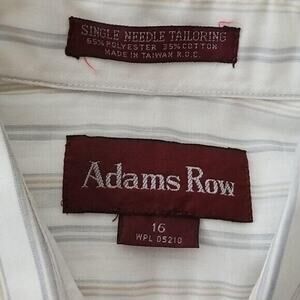 SINGLE NEEDLE TAILORING
65% POLYESTER 35% COTTON
MADE IN TAIWAN R.O.C.
Adams Row
16
WPL 05210